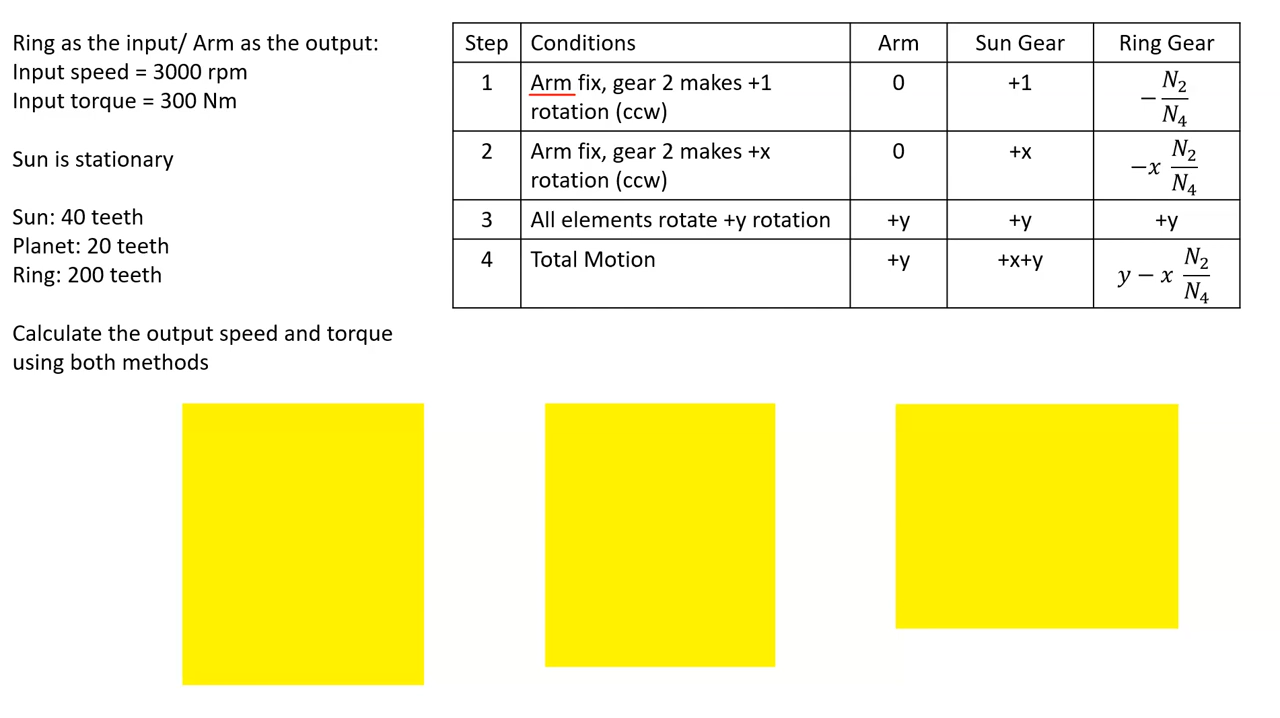 Ring as the input/ Arm as the output:
Input speed = 3000 rpm
Input torque = 300 Nm
Sun is stationary
Sun: 40 teeth
Planet: 20 teeth
Ring: 200 teeth
Calculate the output speed and torque
using both methods
Step Conditions Arm Sun Gear Ring Gear
1 Arm fix, gear 2 makes +1 rotation (ccw) 0 +1 −N₂/N₄
2 Arm fix, gear 2 makes +x rotation (ccw) 0 +x −x N₂/N₄
3 All elements rotate +y rotation +y +y +y
4 Total Motion +y +x+y y − x N₂/N₄